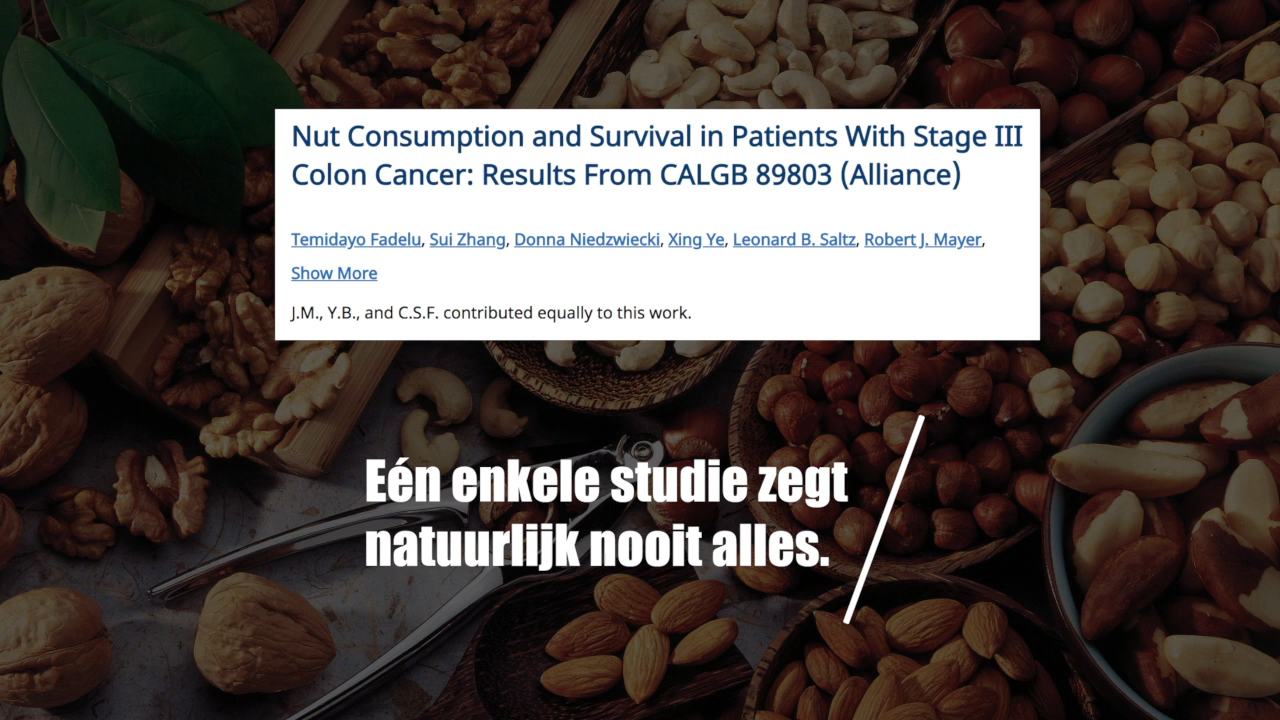 Nut Consumption and Survival in Patients With Stage III
Colon Cancer: Results From CALGB 89803 (Alliance)
Temidayo Fadelu, Sui Zhang, Donna Niedzwiecki, Xing Ye, Leonard B. Saltz, Robert J. Mayer,
Show More
J.M., Y.B., and C.S.F. contributed equally to this work.
Eén enkele studie zegt
natuurlijk nooit alles.